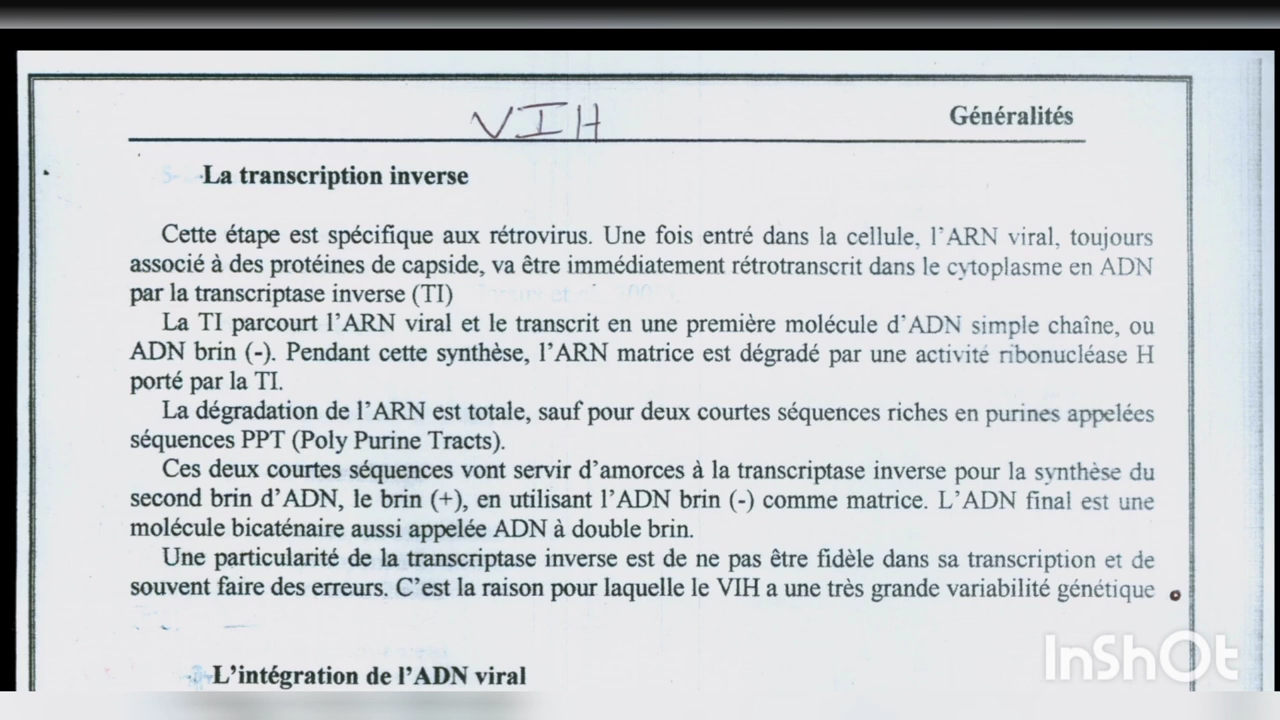 VIH
Généralités
La transcription inverse
Cette étape est spécifique aux rétrovirus. Une fois entré dans la cellule, l'ARN viral, toujours
associé à des protéines de capside, va être immédiatement rétrotranscrit dans le cytoplasme en ADN
par la transcriptase inverse (TI)
La TI parcourt l'ARN viral et le transcrit en une première molécule d'ADN simple chaîne, ou
ADN brin (-). Pendant cette synthèse, l'ARN matrice est dégradé par une activité ribonucléase H
porté par la TI.
La dégradation de l'ARN est totale, sauf pour deux courtes séquences riches en purines appelées
séquences PPT (Poly Purine Tracts).
Ces deux courtes séquences vont servir d'amorces à la transcriptase inverse pour la synthèse du
second brin d'ADN, le brin (+), en utilisant l'ADN brin (-) comme matrice. L'ADN final est une
molécule bicaténaire aussi appelée ADN à double brin.
Une particularité de la transcriptase inverse est de ne pas être fidèle dans sa transcription et de
souvent faire des erreurs. C'est la raison pour laquelle le VIH a une très grande variabilité génétique
L'intégration de l'ADN viral
InShOt